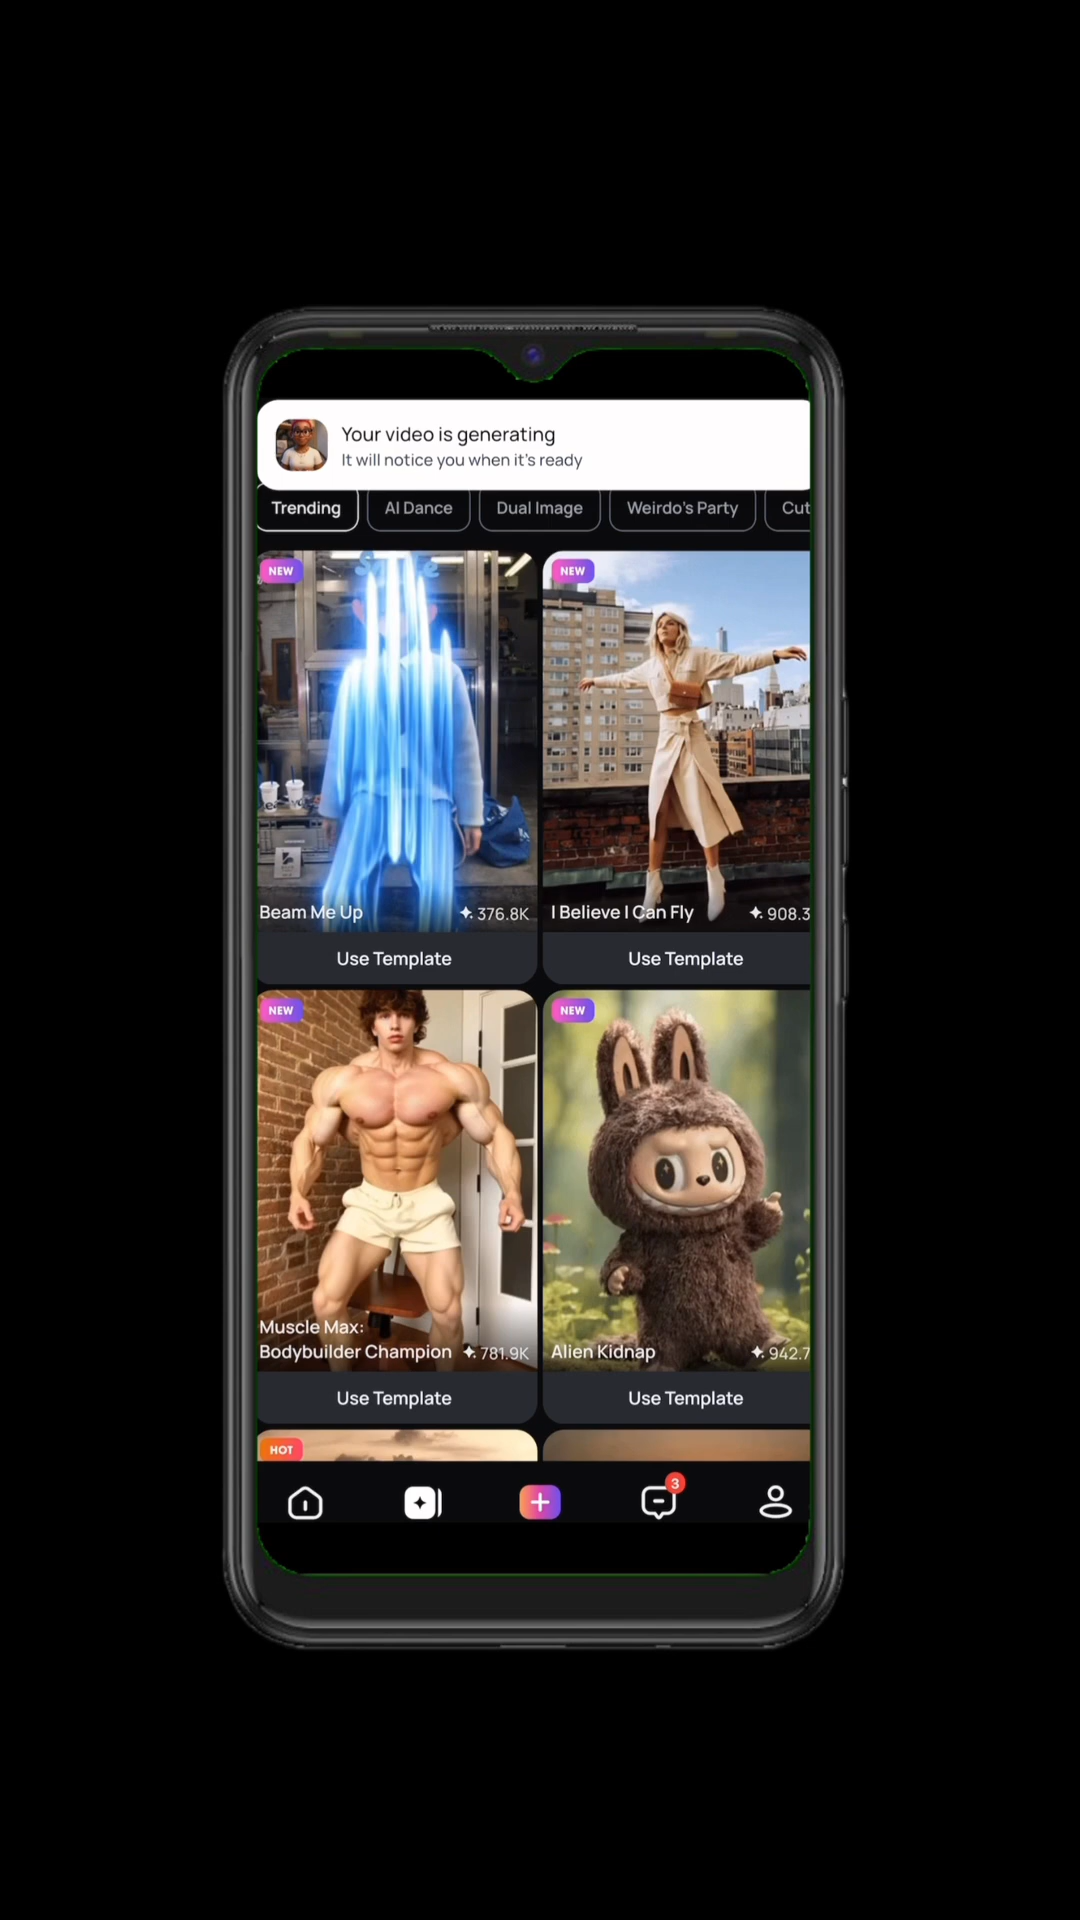 Your video is generating
It will notice you when it's ready
Trending
AI Dance
Dual Image
Weirdo's Party
Cut
NEW
NEW
Beam Me Up
376.8K
I Believe I Can Fly
908.3
Use Template
Use Template
NEW
NEW
Muscle Max:
Bodybuilder Champion
781.9K
Alien Kidnap
942.7
Use Template
Use Template
HOT
3